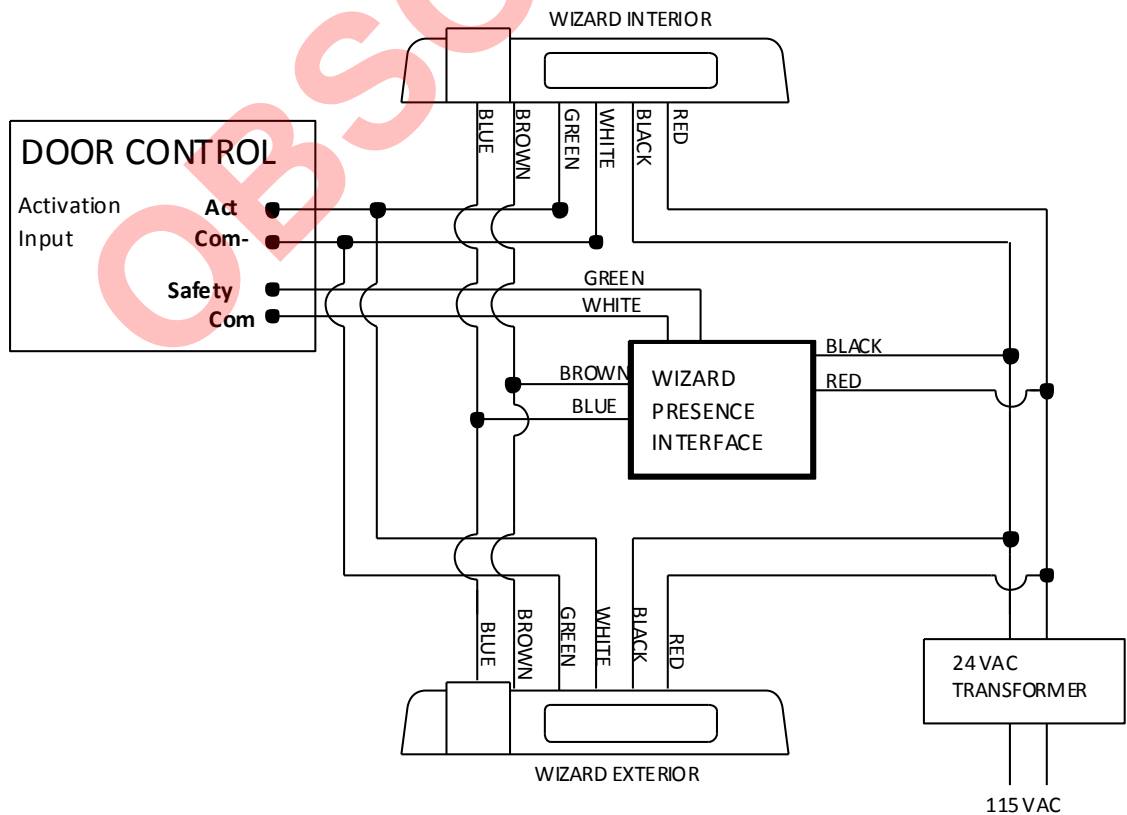 WIZARD INTERIOR
BLUE
BROWN
GREEN
WHITE
BLACK
RED
DOOR CONTROL
Activation
Input
Act
Com-
Safety
Com
GREEN
WHITE
BROWN
BLUE
WIZARD
PRESENCE
INTERFACE
BLACK
RED
BLUE
BROWN
GREEN
WHITE
BLACK
RED
24 VAC
TRANSFORMER
WIZARD EXTERIOR
115 VAC